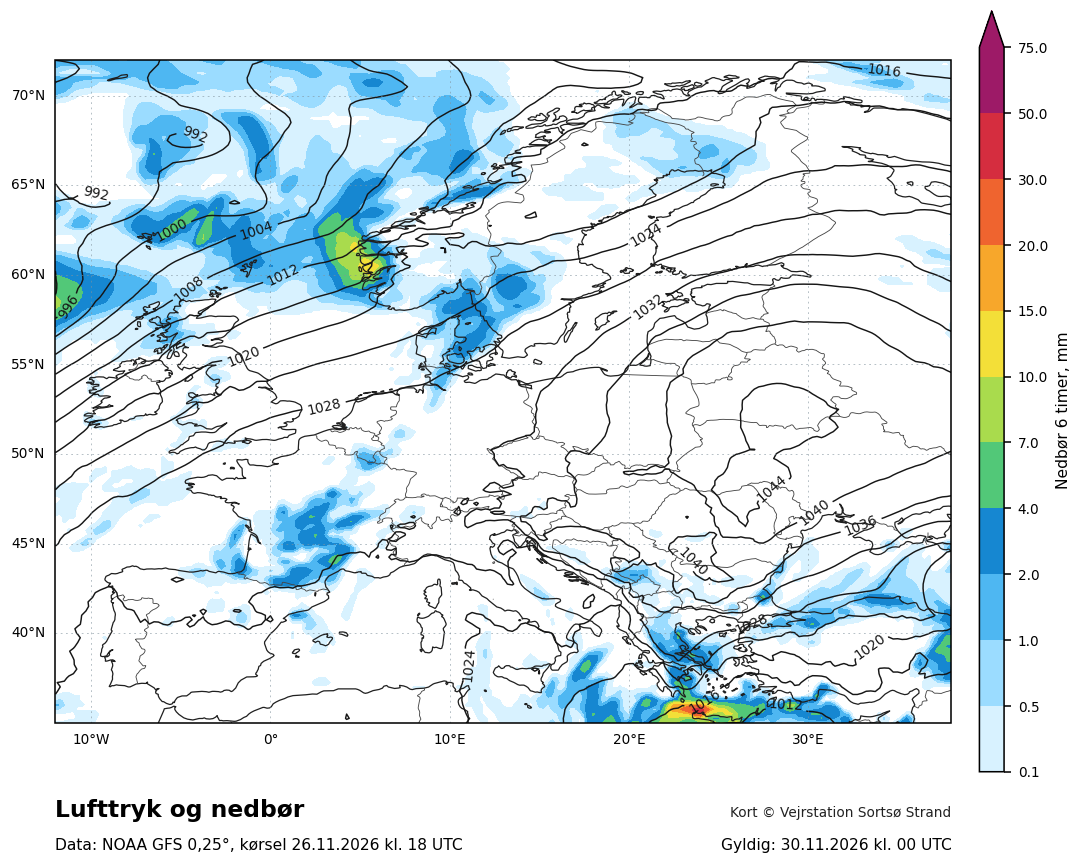 75.0
50.0
30.0
20.0
15.0
10.0
7.0
4.0
2.0
1.0
0.5
0.1
Nedbør 6 timer, mm
70°N
65°N
60°N
55°N
50°N
45°N
40°N
10°W
0°
10°E
20°E
30°E
1016
992
992
1000
1004
1024
1012
1008
996
1032
1020
1028
1044
1040
1036
1040
1028
1020
1024
1016
1012
Lufttryk og nedbør
Kort © Vejrstation Sortsø Strand
Data: NOAA GFS 0,25°, kørsel 26.11.2026 kl. 18 UTC
Gyldig: 30.11.2026 kl. 00 UTC